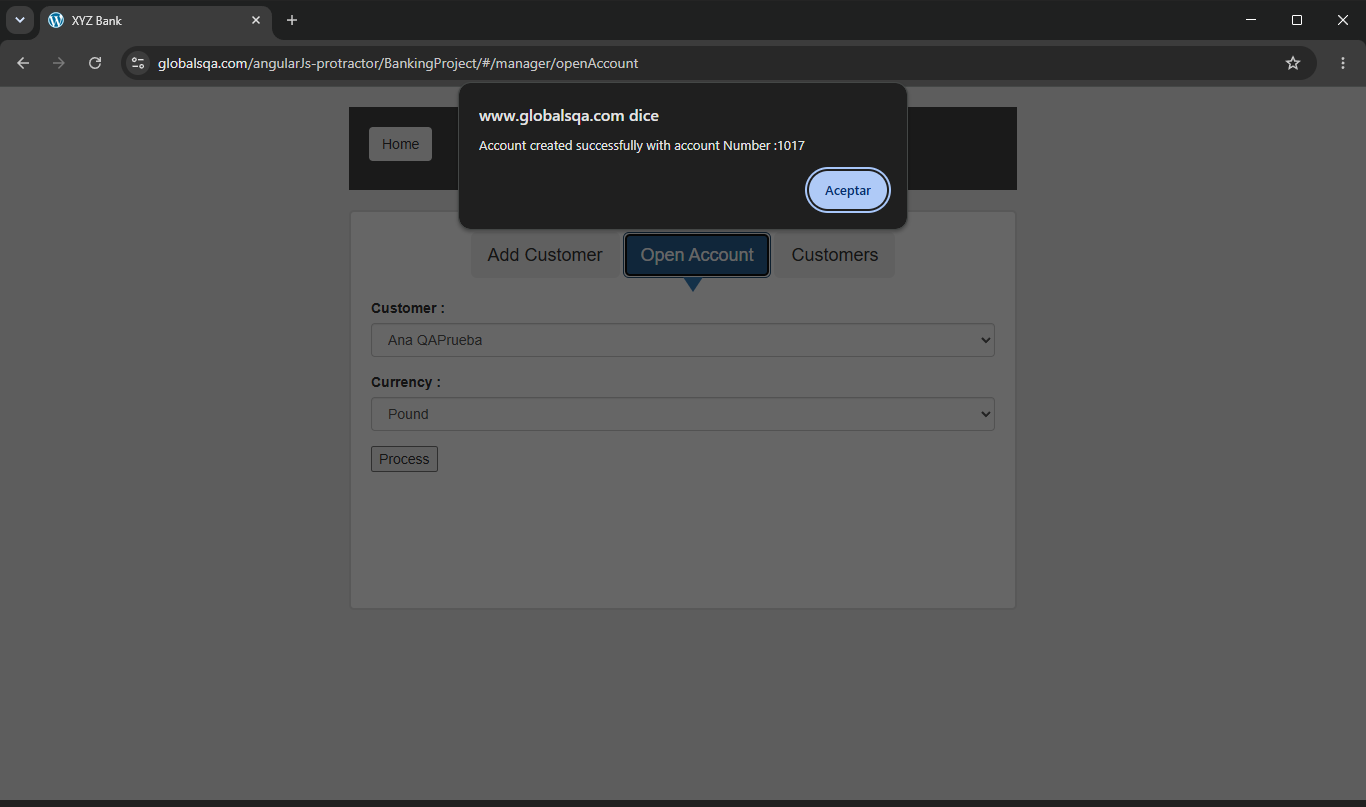 XYZ Bank
globalsqa.com/angularJs-protractor/BankingProject/#/manager/openAccount
www.globalsqa.com dice
Account created successfully with account Number :1017
Aceptar
Home
Add Customer
Open Account
Customers
Customer :
Ana QAPrueba
Currency :
Pound
Process